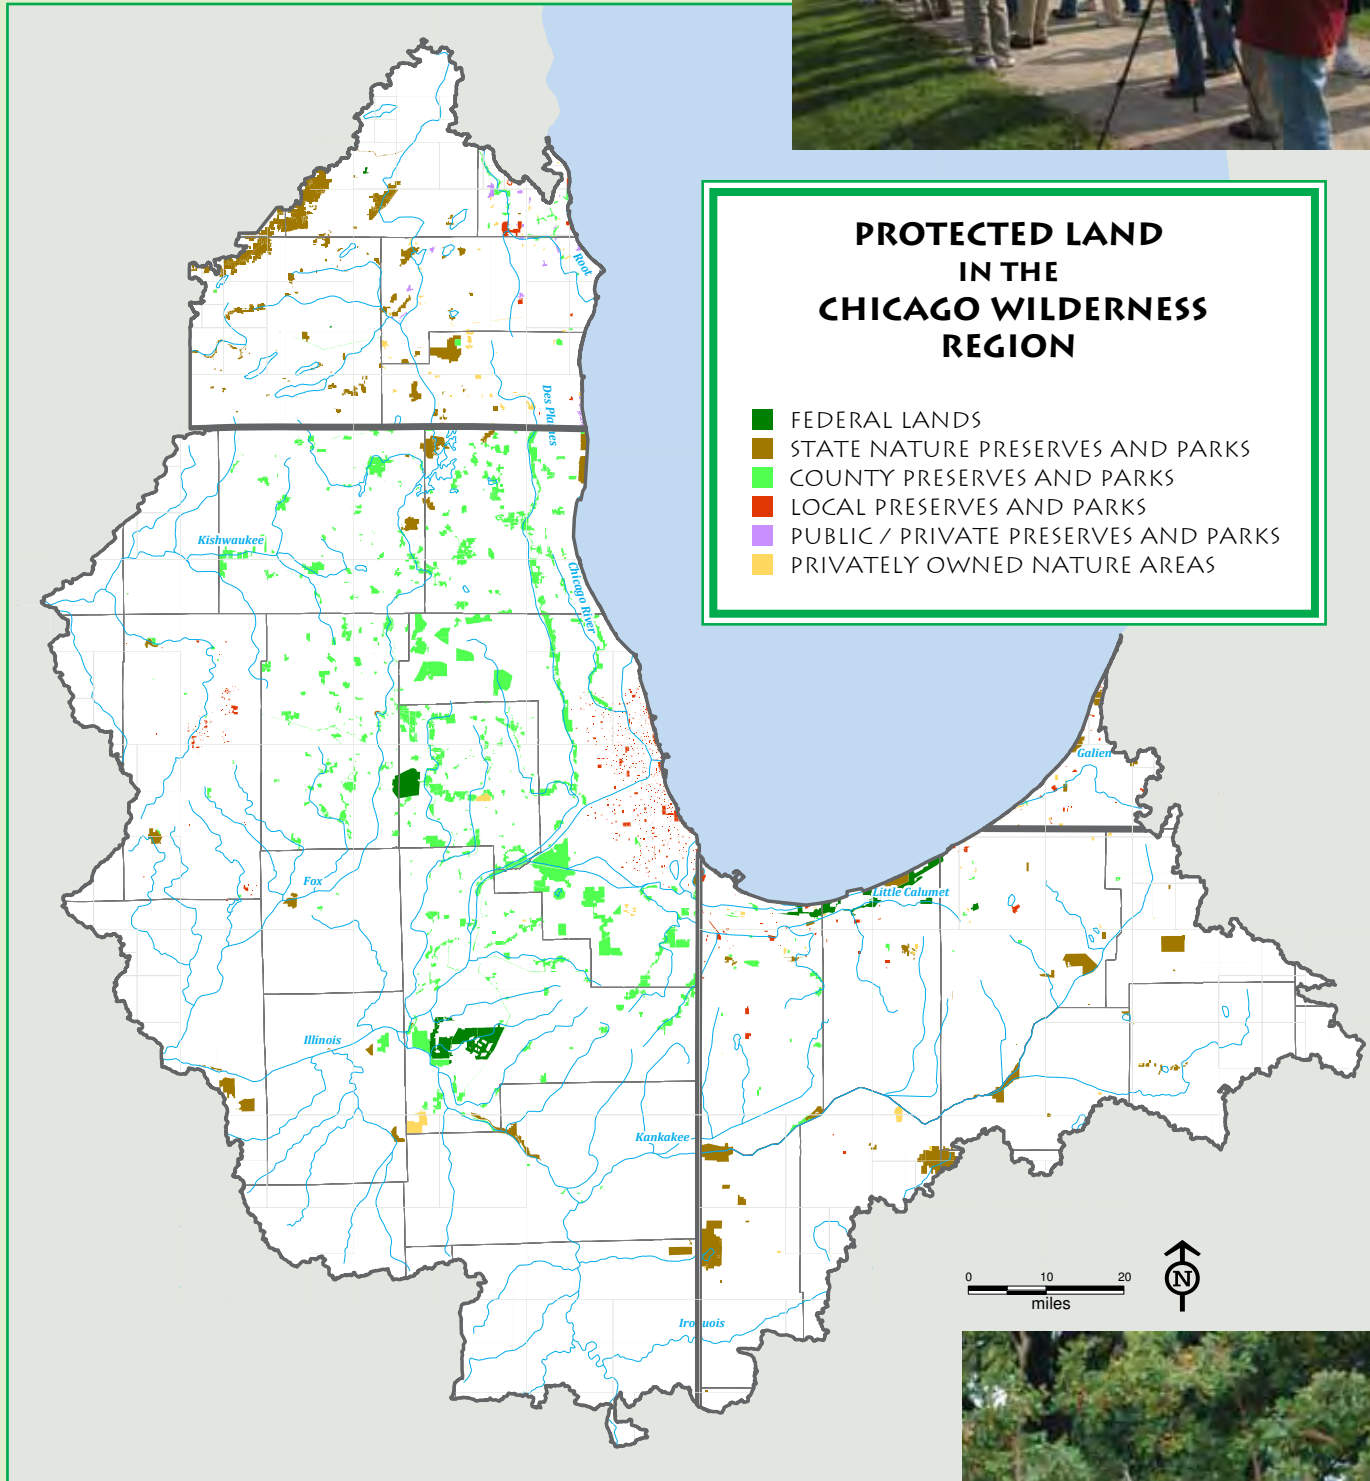 PROTECTED LAND
IN THE
CHICAGO WILDERNESS
REGION
FEDERAL LANDS
STATE NATURE PRESERVES AND PARKS
COUNTY PRESERVES AND PARKS
LOCAL PRESERVES AND PARKS
PUBLIC / PRIVATE PRESERVES AND PARKS
PRIVATELY OWNED NATURE AREAS
Root
Des Plaines
Kishwaukee
Chicago River
Galien
Fox
Little Calumet
Illinois
Kankakee
Iroquois
0 10 20
miles
N